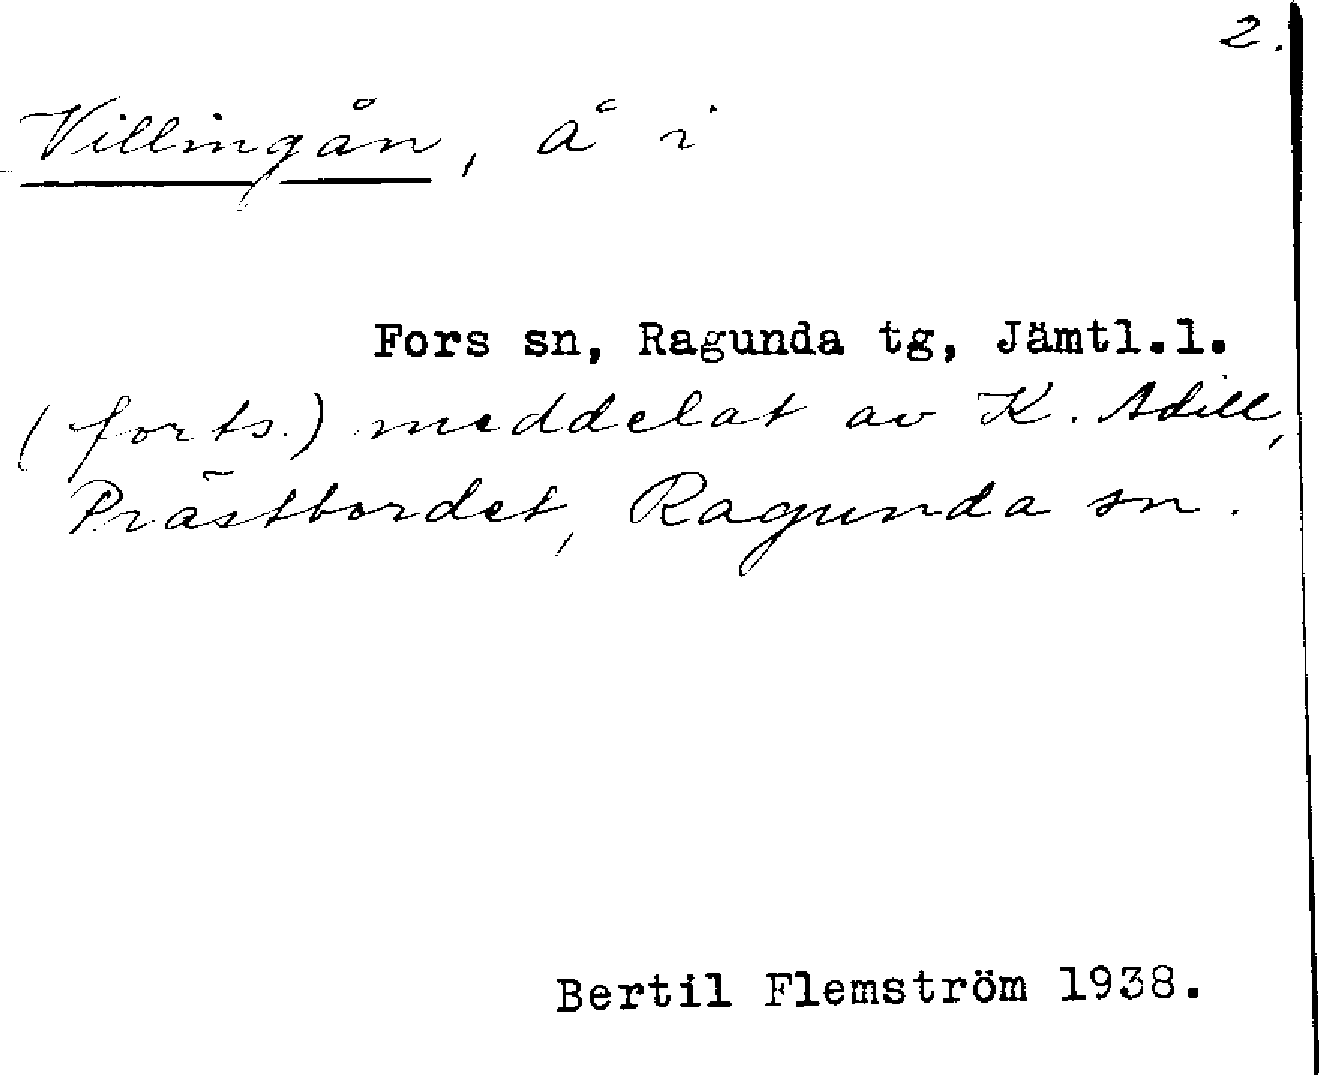 2.
Villingån, å i
Fors sn, Ragunda tg, Jämtl.l.
(forts.) meddelat av K. Adill,
Prästbordet, Ragunda sn.
Bertil Flemström 1938.